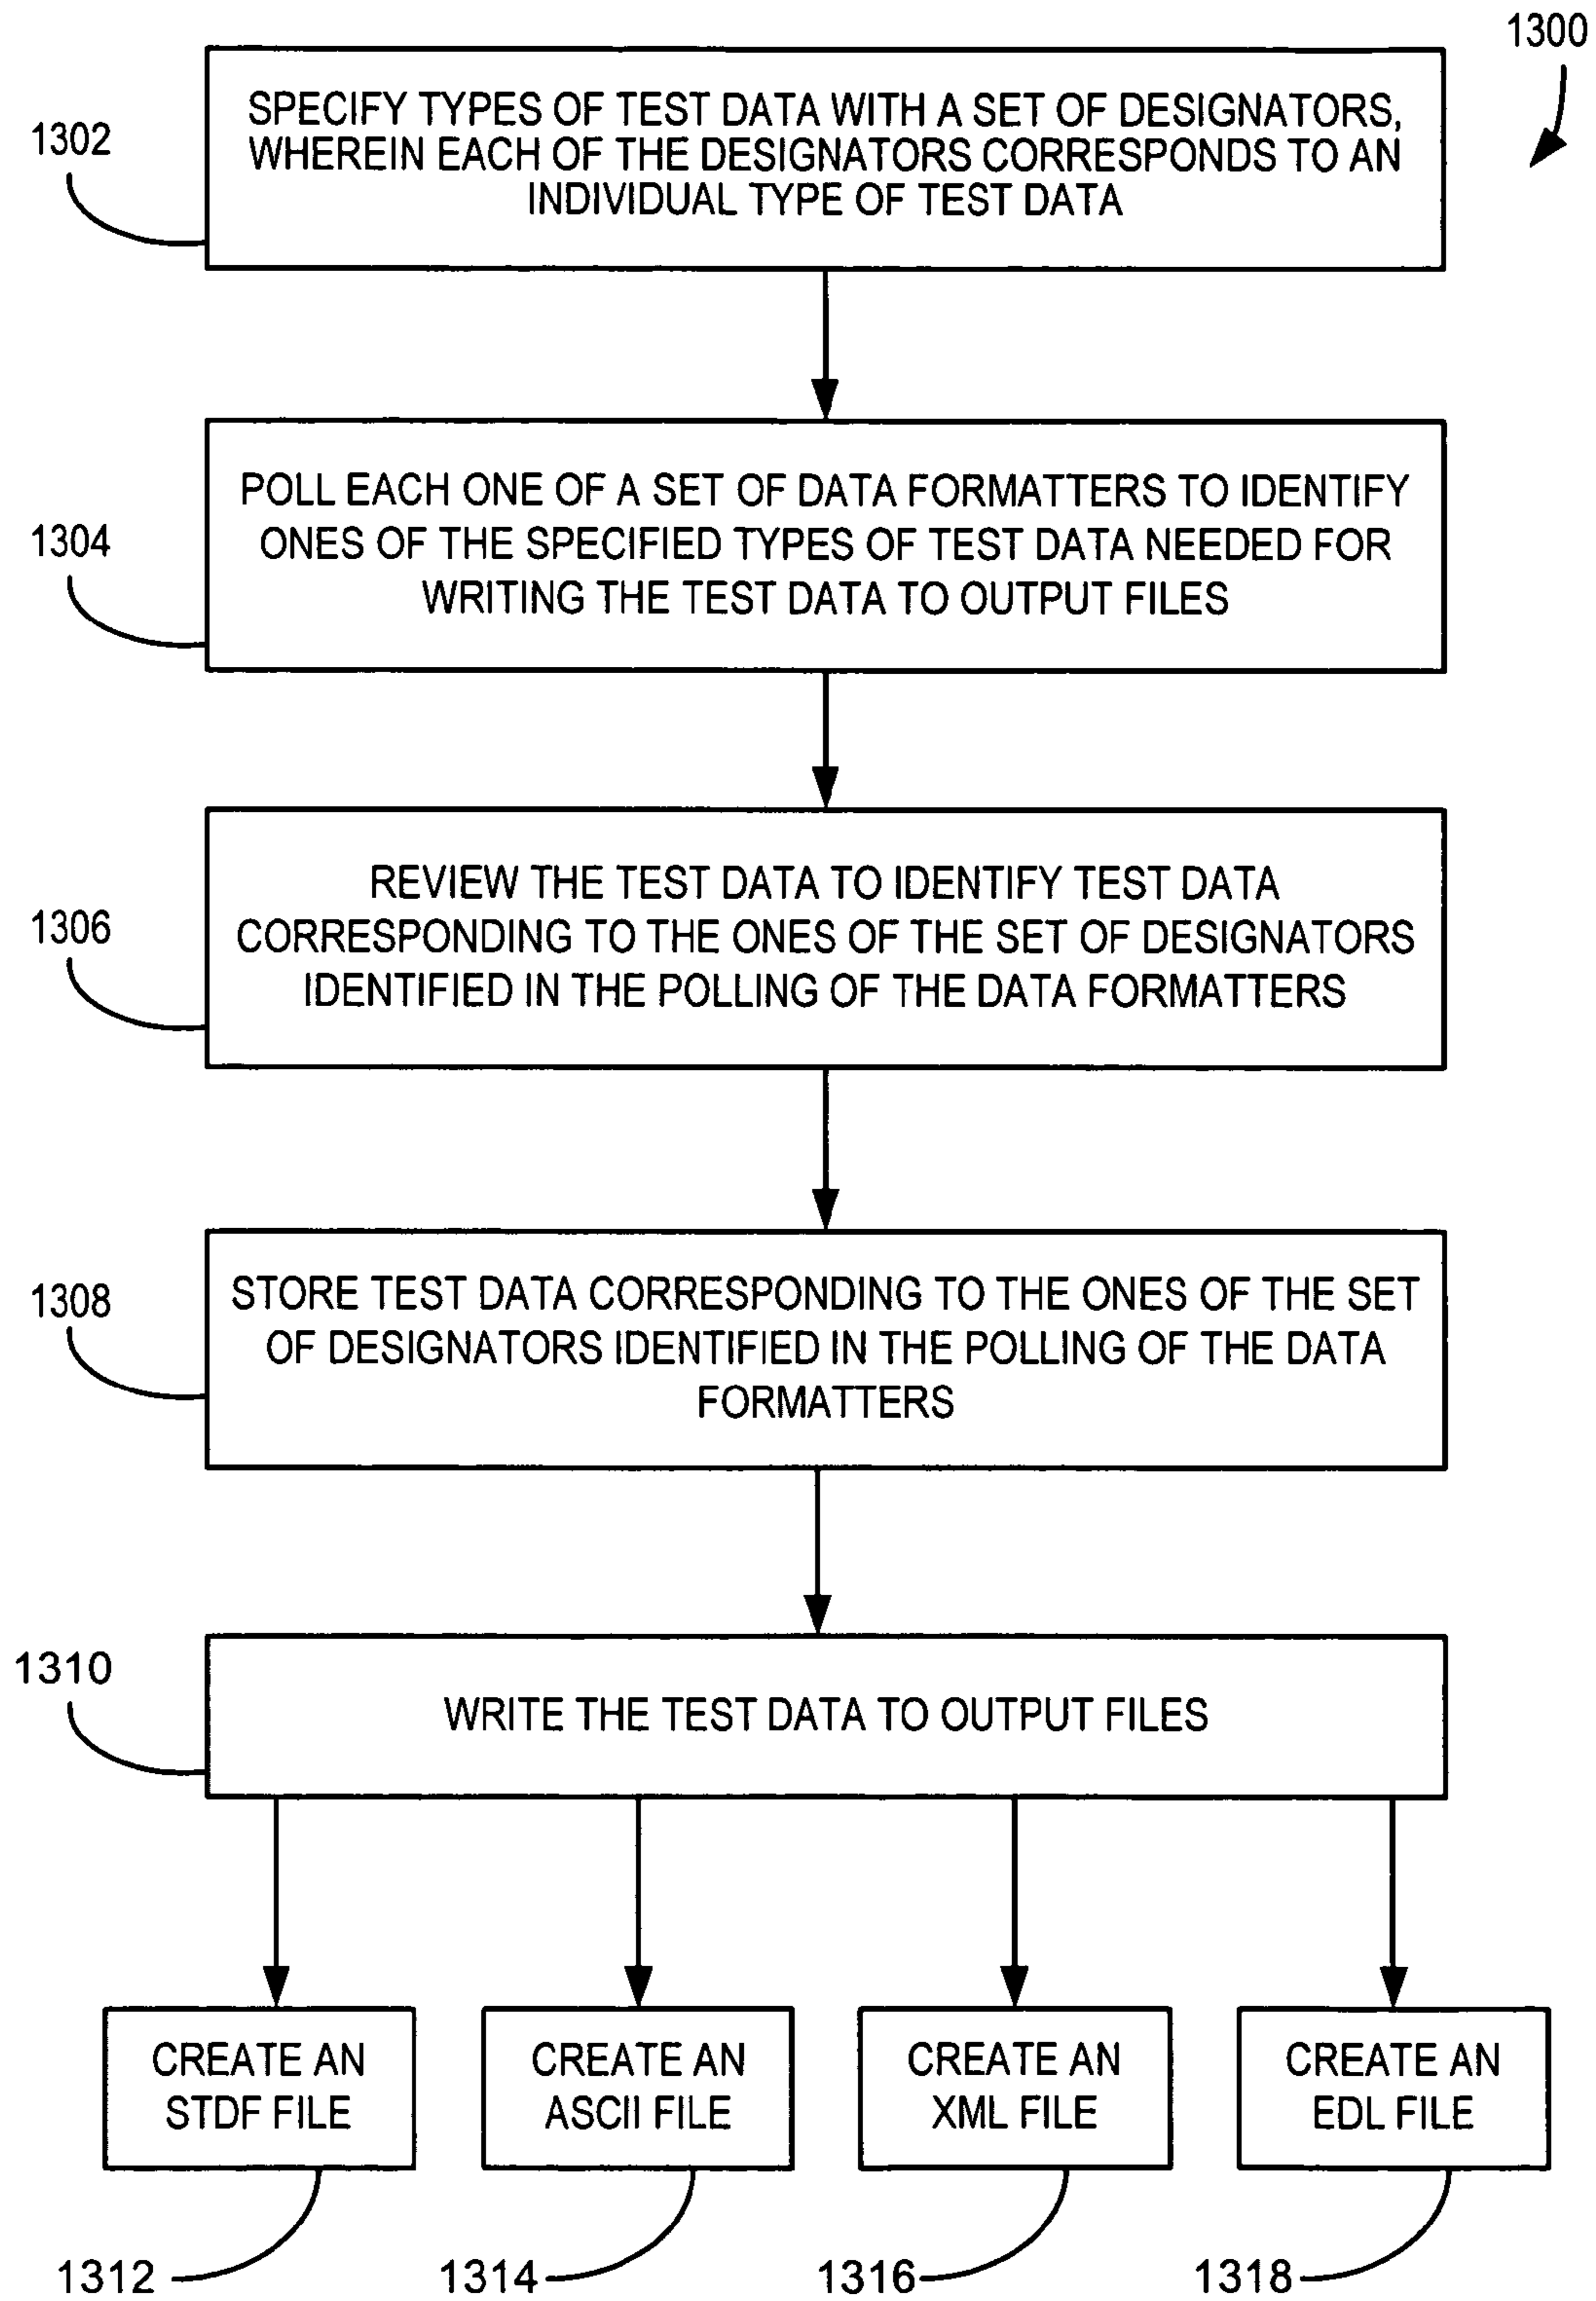 1300
1302
SPECIFY TYPES OF TEST DATA WITH A SET OF DESIGNATORS,
WHEREIN EACH OF THE DESIGNATORS CORRESPONDS TO AN
INDIVIDUAL TYPE OF TEST DATA
1304
POLL EACH ONE OF A SET OF DATA FORMATTERS TO IDENTIFY
ONES OF THE SPECIFIED TYPES OF TEST DATA NEEDED FOR
WRITING THE TEST DATA TO OUTPUT FILES
1306
REVIEW THE TEST DATA TO IDENTIFY TEST DATA
CORRESPONDING TO THE ONES OF THE SET OF DESIGNATORS
IDENTIFIED IN THE POLLING OF THE DATA FORMATTERS
1308
STORE TEST DATA CORRESPONDING TO THE ONES OF THE SET
OF DESIGNATORS IDENTIFIED IN THE POLLING OF THE DATA
FORMATTERS
1310
WRITE THE TEST DATA TO OUTPUT FILES
CREATE AN
STDF FILE
CREATE AN
ASCII FILE
CREATE AN
XML FILE
CREATE AN
EDL FILE
1312
1314
1316
1318